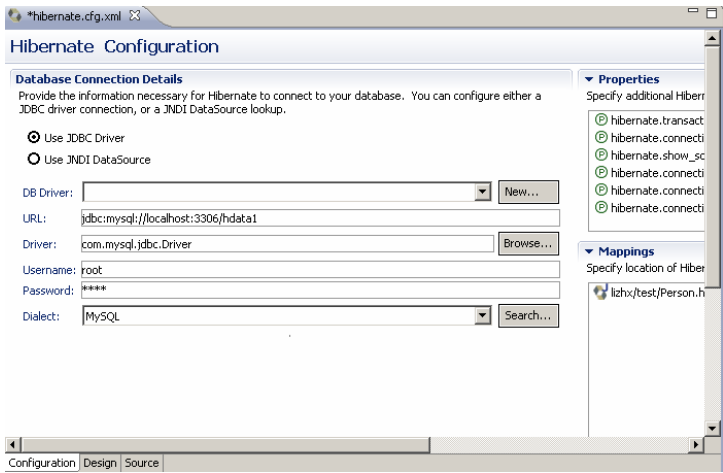 *hibernate.cfg.xml
Hibernate Configuration
Database Connection Details
Provide the information necessary for Hibernate to connect to your database. You can configure either a
JDBC driver connection, or a JNDI DataSource lookup.
Use JDBC Driver
Use JNDI DataSource
DB Driver: New...
URL: jdbc:mysql://localhost:3306/hdata1
Driver: com.mysql.jdbc.Driver Browse...
Username: root
Password: ****
Dialect: MySQL Search...
Properties
Specify additional Hibern
hibernate.transact
hibernate.connecti
hibernate.show_sc
hibernate.connecti
hibernate.connecti
hibernate.connecti
Mappings
Specify location of Hiber
lizhx/test/Person.h
Configuration Design Source